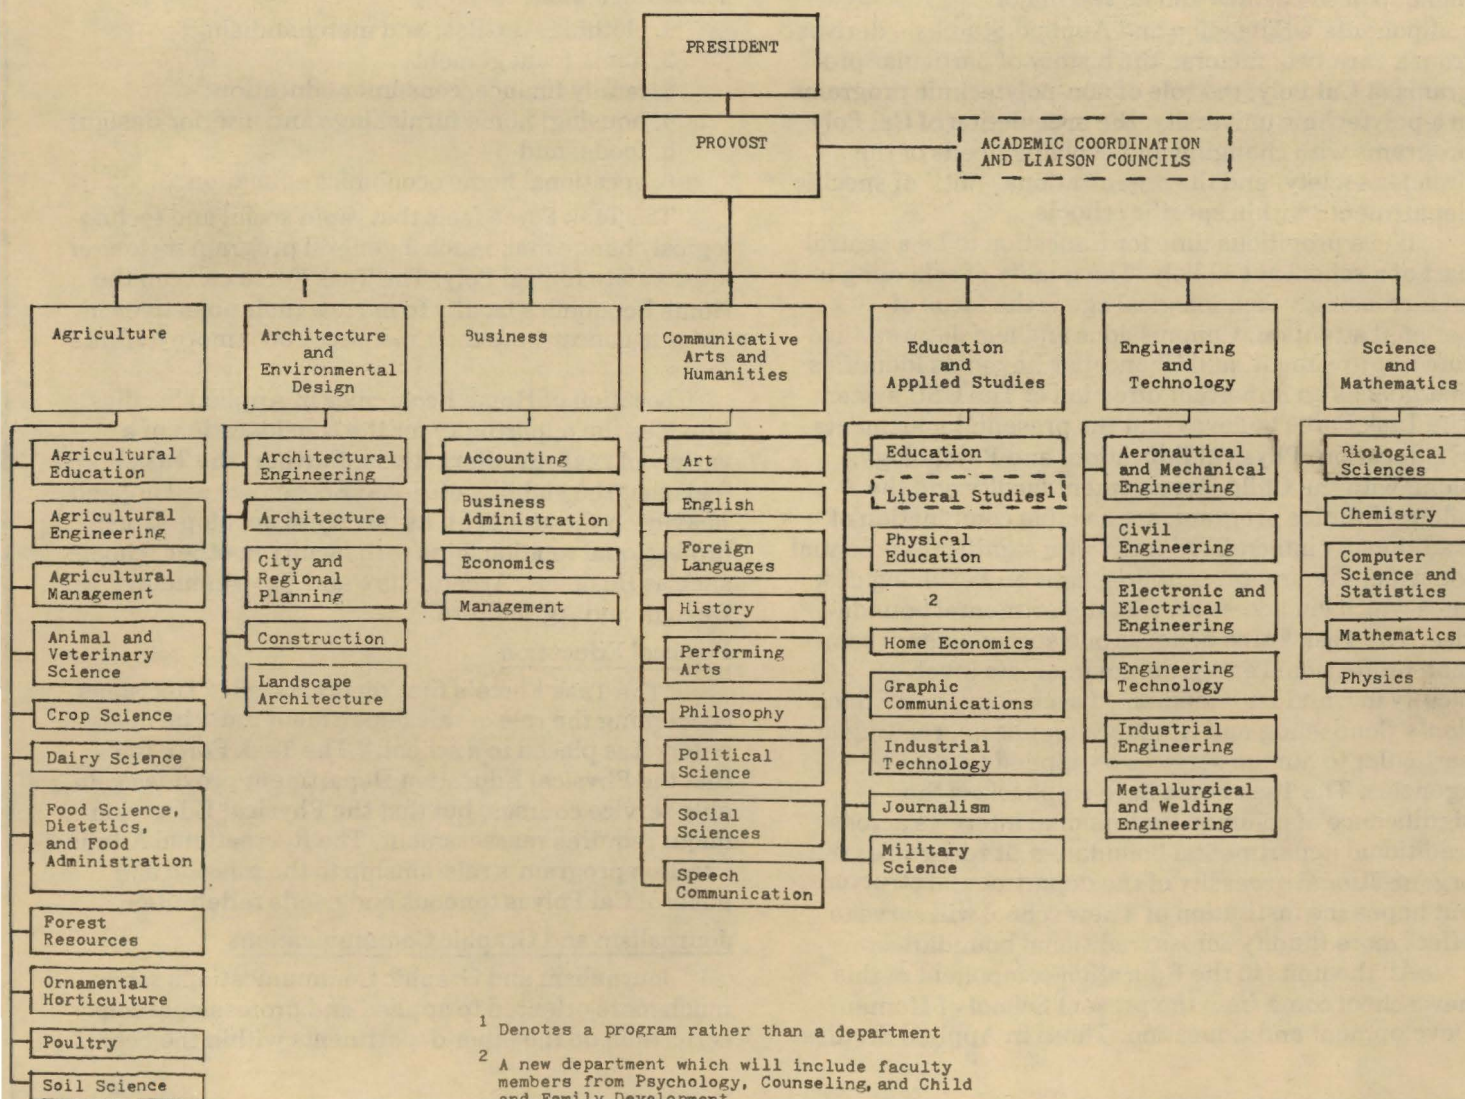 PRESIDENT
PROVOST
ACADEMIC COORDINATION
AND LIAISON COUNCILS
Agriculture
Agricultural
Education
Agricultural
Engineering
Agricultural
Management
Animal and
Veterinary
Science
Crop Science
Dairy Science
Food Science,
Dietetics,
and Food
Administration
Forest
Resources
Ornamental
Horticulture
Poultry
Soil Science
Architecture
and
Environmental
Design
Architectural
Engineering
Architecture
City and
Regional
Planning
Construction
Landscape
Architecture
Business
Accounting
Business
Administration
Economics
Management
Communicative
Arts and
Humanities
Art
English
Foreign
Languages
History
Performing
Arts
Philosophy
Political
Science
Social
Sciences
Speech
Communication
Education
and
Applied Studies
Education
Liberal Studies1
Physical
Education
2
Home Economics
Graphic
Communications
Industrial
Technology
Journalism
Military
Science
Engineering
and
Technology
Aeronautical
and Mechanical
Engineering
Civil
Engineering
Electronic and
Electrical
Engineering
Engineering
Technology
Industrial
Engineering
Metallurgical
and Welding
Engineering
Science
and
Mathematics
Biological
Sciences
Chemistry
Computer
Science and
Statistics
Mathematics
Physics
1 Denotes a program rather than a department
2 A new department which will include faculty
members from Psychology, Counseling, and Child
and Family Development